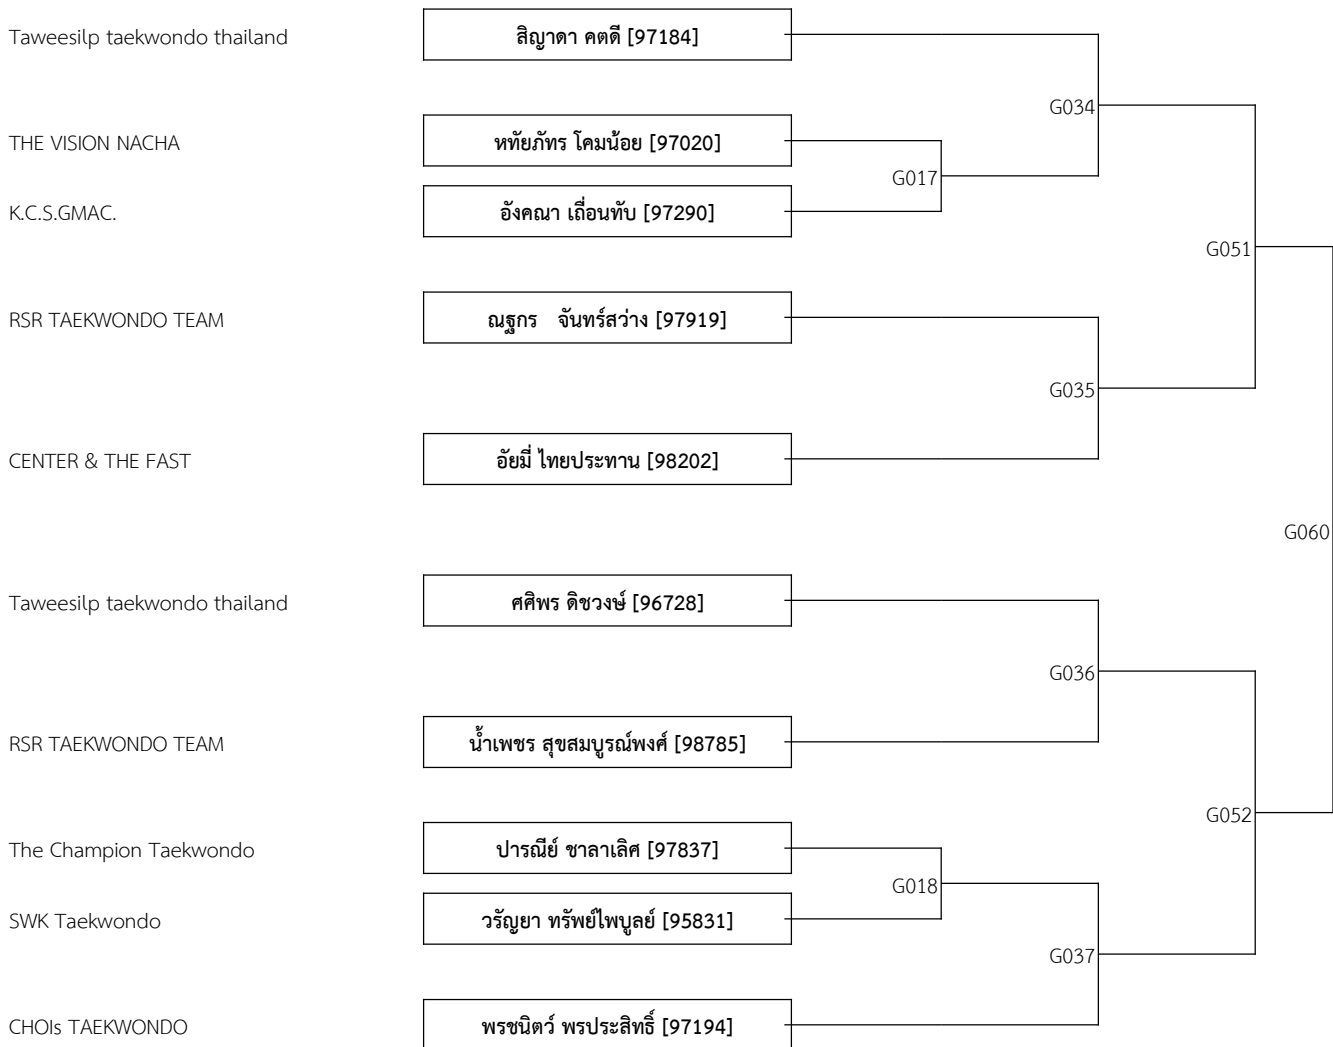 Taweesilp taekwondo thailand
สิญาดา คตดี [97184]
G034
THE VISION NACHA
หทัยภัทร โคมน้อย [97020]
G017
K.C.S.GMAC.
อังคณา เถื่อนทับ [97290]
G051
RSR TAEKWONDO TEAM
ณฐกร จันทร์สว่าง [97919]
G035
CENTER & THE FAST
อัยมี่ ไทยประทาน [98202]
G060
Taweesilp taekwondo thailand
ศศิพร ดิชวงษ์ [96728]
G036
RSR TAEKWONDO TEAM
น้ำเพชร สุขสมบูรณ์พงศ์ [98785]
G052
The Champion Taekwondo
ปารณีย์ ชาลาเลิศ [97837]
G018
SWK Taekwondo
วรัญยา ทรัพย์ไพบูลย์ [95831]
G037
CHOIs TAEKWONDO
พรชนิตว์ พรประสิทธิ์ [97194]